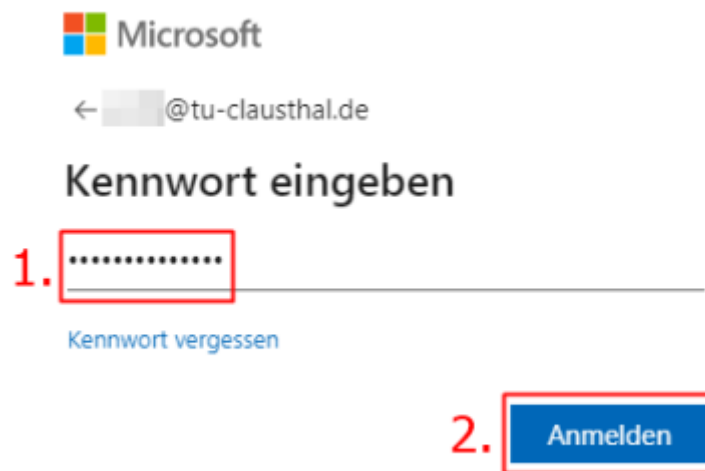 Microsoft
← @tu-clausthal.de
Kennwort eingeben
1. ••••••••••••••
Kennwort vergessen
2. Anmelden